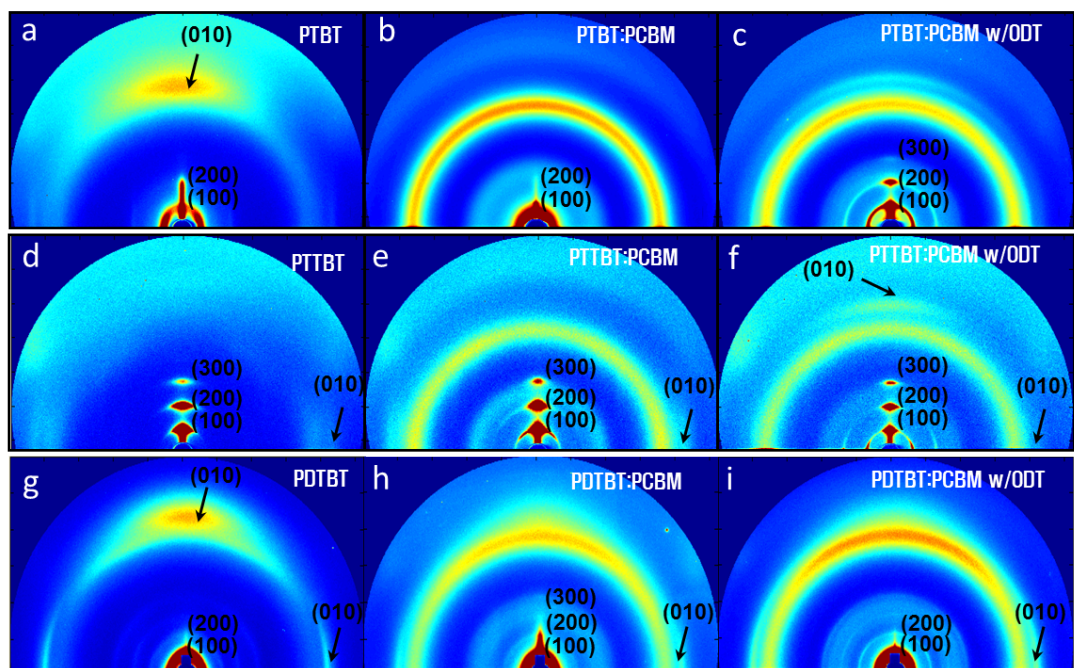 a
(010)
PTBT
(200)
(100)
b
PTBT:PCBM
(200)
(100)
c
PTBT:PCBM w/ODT
(300)
(200)
(100)
d
PTTBT
(300)
(200)
(100)
(010)
e
PTTBT:PCBM
(300)
(200)
(100)
(010)
f
PTTBT:PCBM w/ODT
(010)
(300)
(200)
(100)
(010)
g
(010)
PDTBT
(200)
(100)
(010)
h
PDTBT:PCBM
(300)
(200)
(100)
(010)
i
PDTBT:PCBM w/ODT
(200)
(100)
(010)